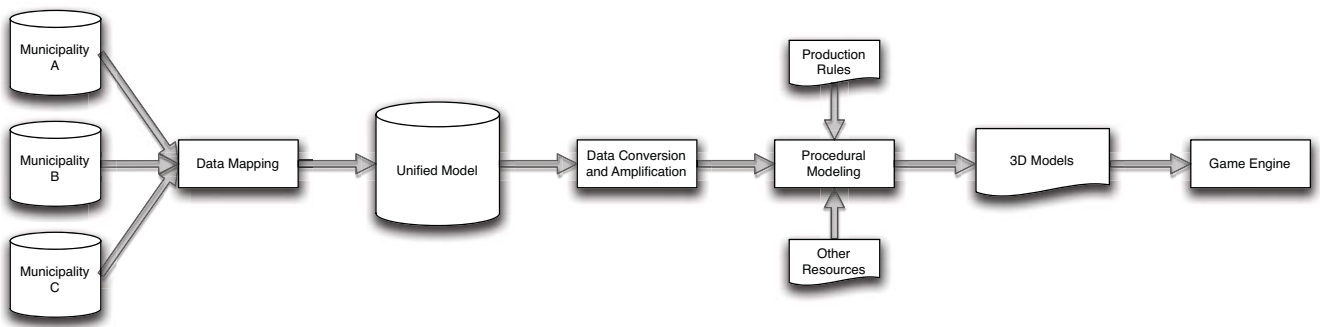 Municipality
A
Municipality
B
Municipality
C
Data Mapping
Unified Model
Data Conversion
and Amplification
Production
Rules
Procedural
Modeling
Other
Resources
3D Models
Game Engine